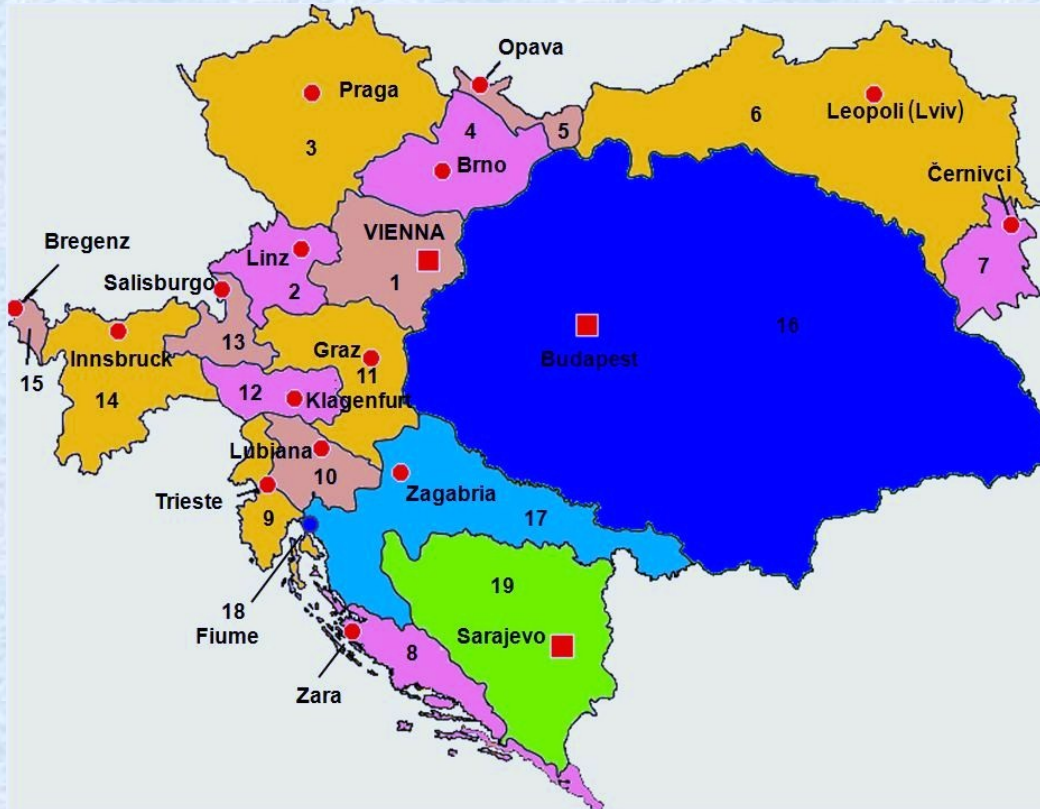 Opava
Praga
Leopoli (Lviv)
6
4
5
3
Brno
Černivci
Bregenz
VIENNA
Linz
7
Salisburgo
1
2
16
13
Graz
Budapest
Innsbruck
15
11
12
14
Klagenfurt
Lubiana
10
Zagabria
Trieste
9
17
19
18
Fiume
Sarajevo
8
Zara